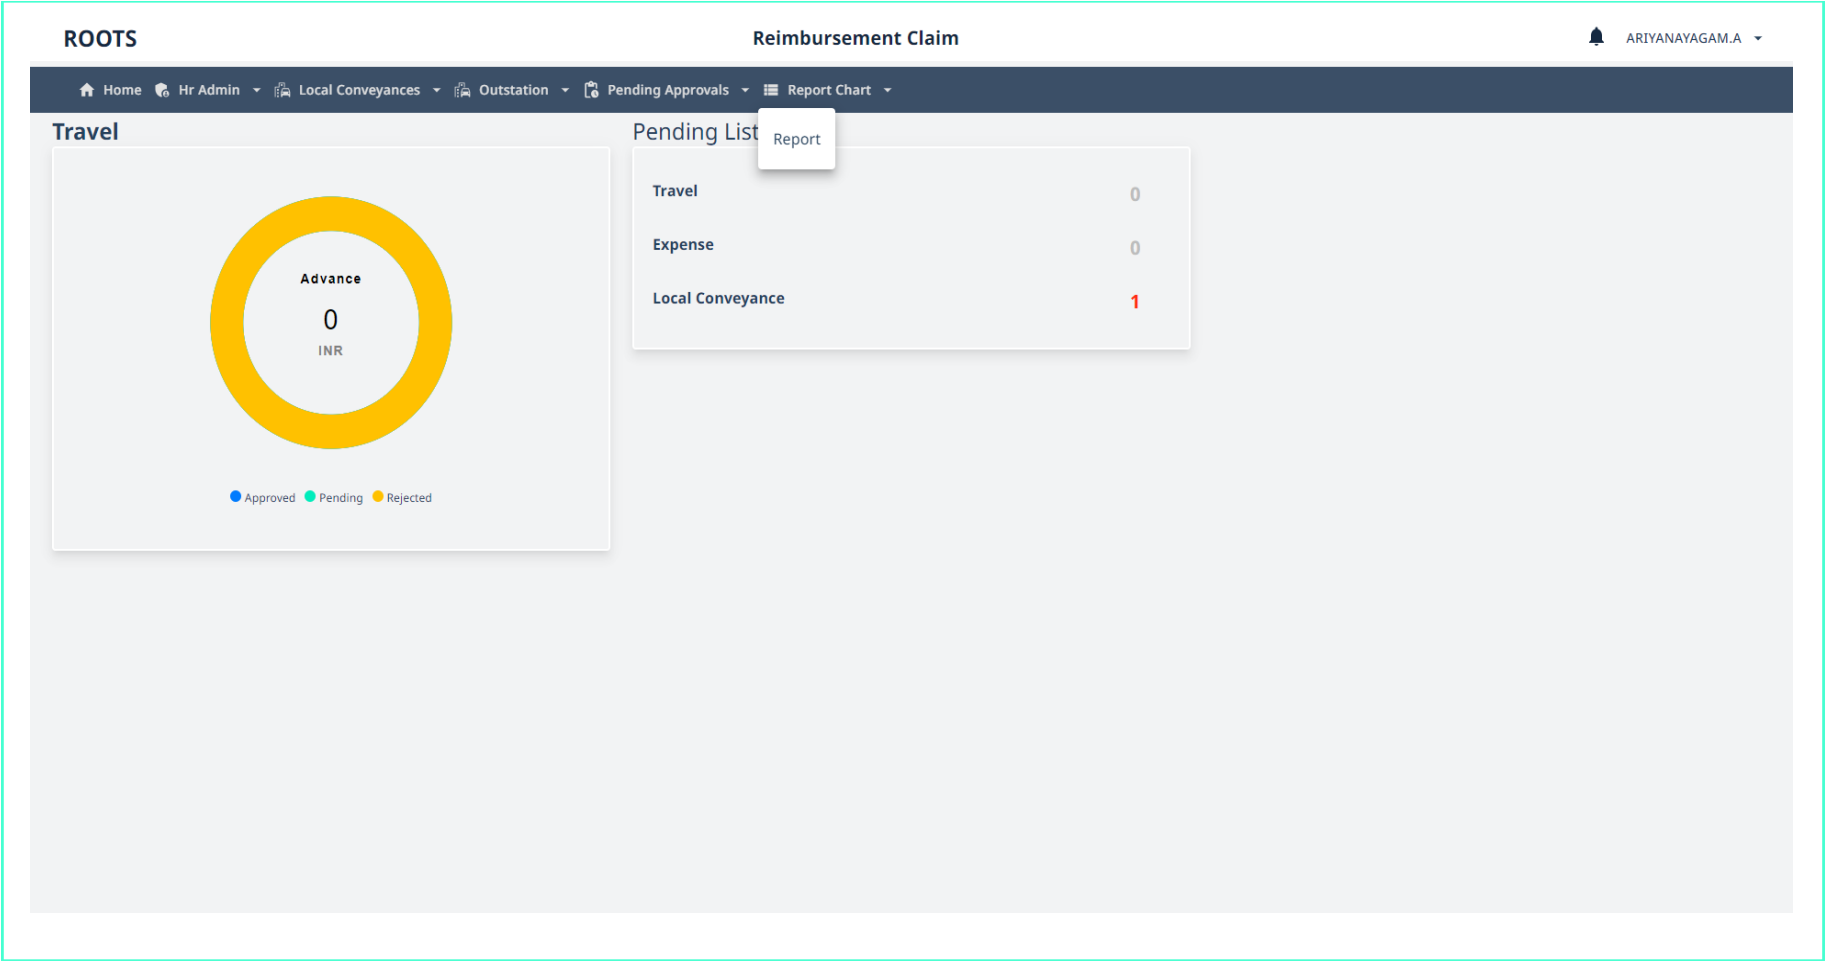 ROOTS
Reimbursement Claim
ARIYANAYAGAM.A
Home Hr Admin Local Conveyances Outstation Pending Approvals Report Chart
Report
Travel
Advance
0
INR
Approved Pending Rejected
Pending List
Travel 0
Expense 0
Local Conveyance 1